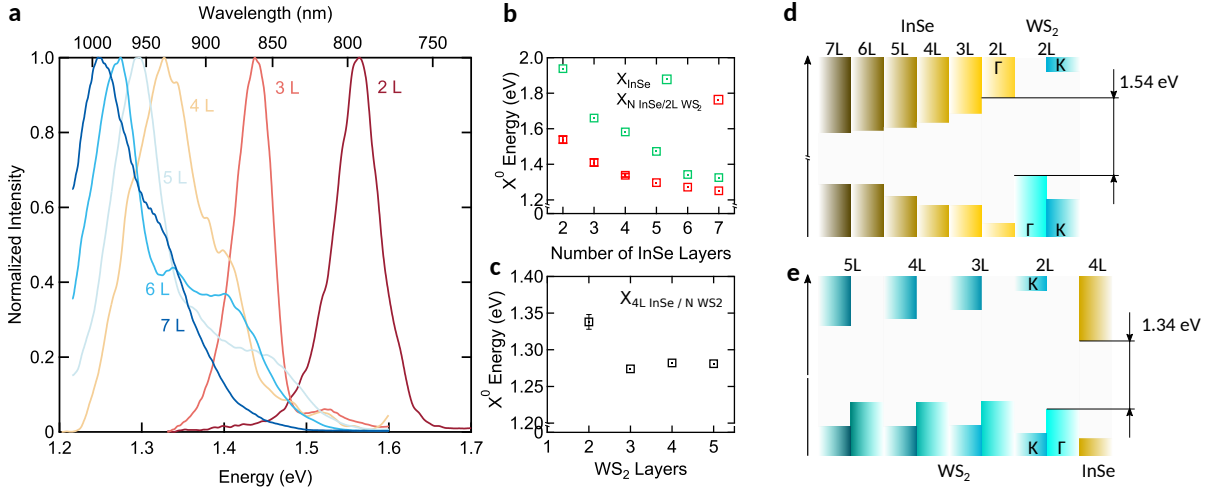 a
Wavelength (nm)
1000 950 900 850 800 750
1.0
0.8
0.6
0.4
0.2
0
Normalized Intensity
2 L
3 L
4 L
5 L
6 L
7 L
1.2 1.3 1.4 1.5 1.6 1.7
Energy (eV)
b
2.0
1.8
1.6
1.4
1.2
0
X⁰ Energy (eV)
X_InSe
X_N InSe/2L WS₂
2 3 4 5 6 7
Number of InSe Layers
c
1.40
1.35
1.30
1.25
1.20
0
X⁰ Energy (eV)
X_4L InSe / N WS2
1 2 3 4 5
WS₂ Layers
d
InSe WS₂
7L 6L 5L 4L 3L 2L 2L
Γ K
1.54 eV
Γ K
e
5L 4L 3L 2L 4L
K
1.34 eV
K Γ
WS₂ InSe